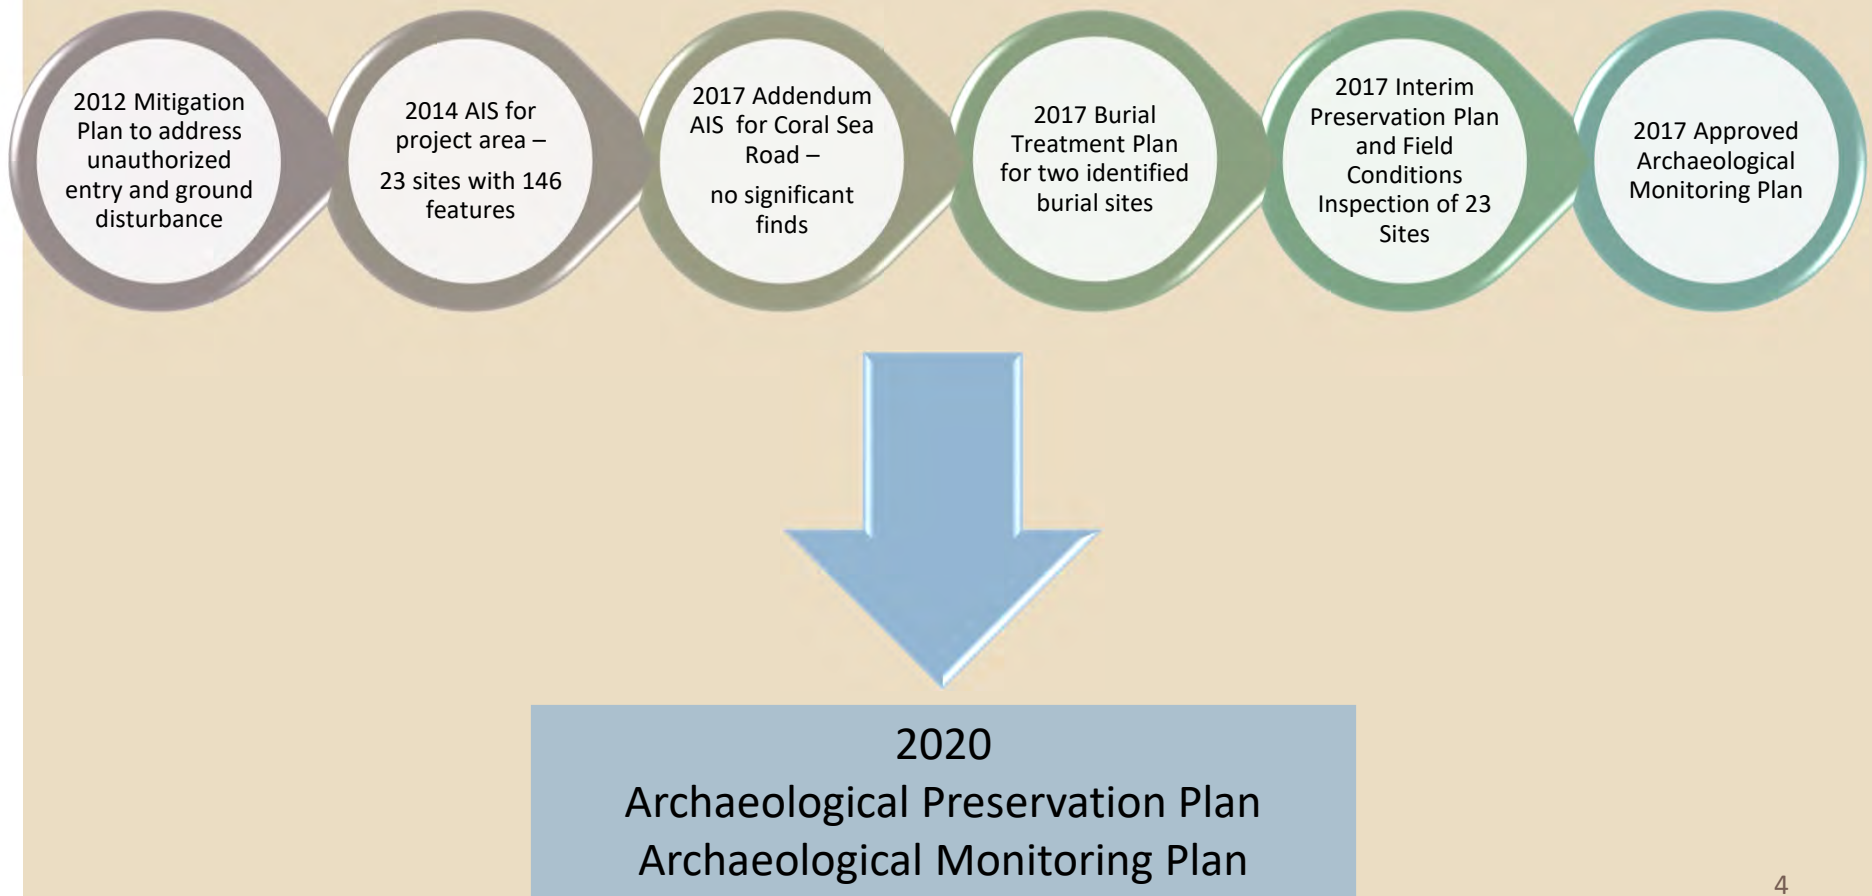 2012 Mitigation
Plan to address
unauthorized
entry and ground
disturbance
2014 AIS for
project area –
23 sites with 146
features
2017 Addendum
AIS for Coral Sea
Road –
no significant
finds
2017 Burial
Treatment Plan
for two identified
burial sites
2017 Interim
Preservation Plan
and Field
Conditions
Inspection of 23
Sites
2017 Approved
Archaeological
Monitoring Plan
2020
Archaeological Preservation Plan
Archaeological Monitoring Plan
4